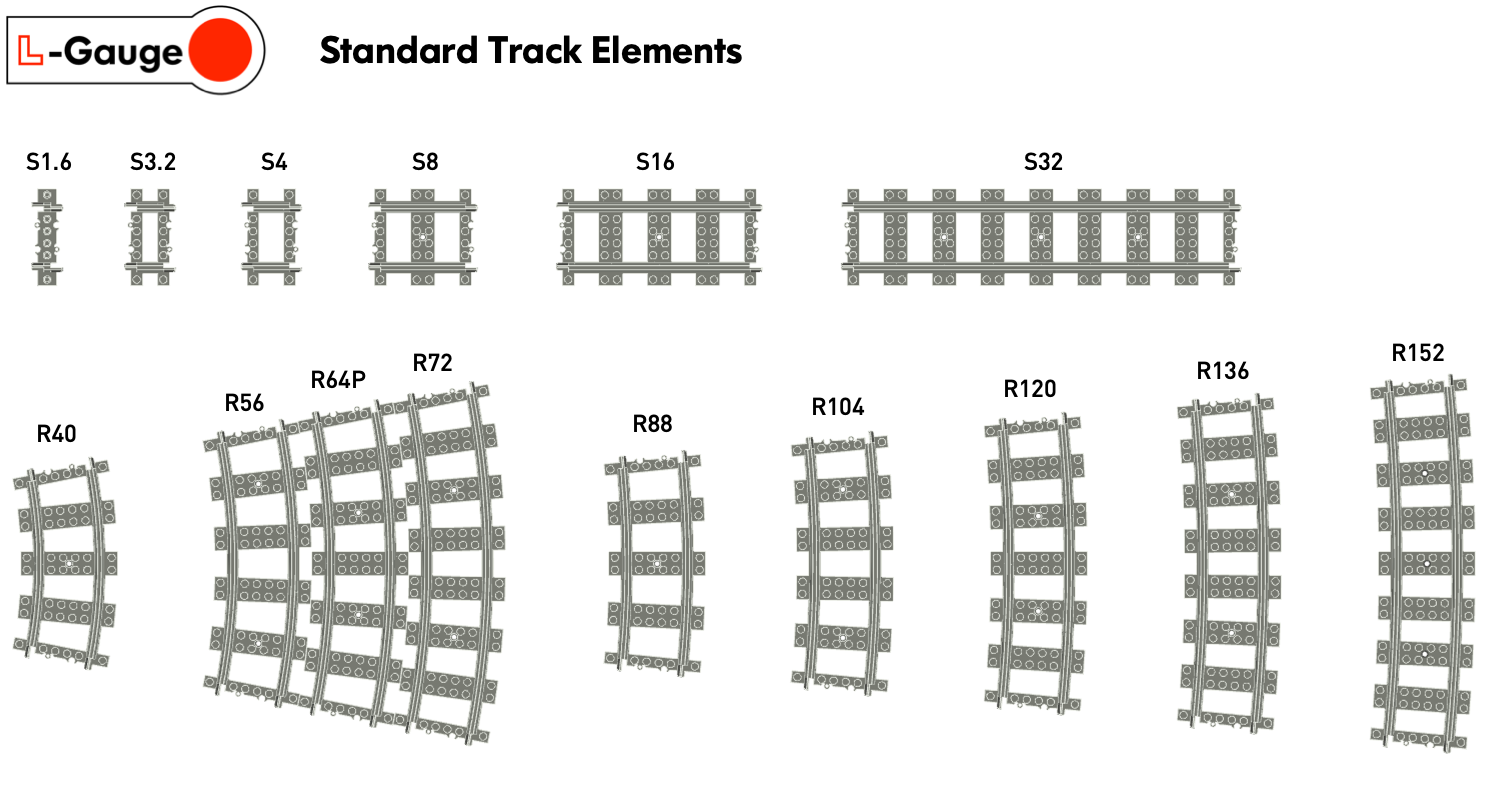 L-Gauge
Standard Track Elements
S1.6 S3.2 S4 S8 S16 S32
R40 R56 R64P R72 R88 R104 R120 R136 R152